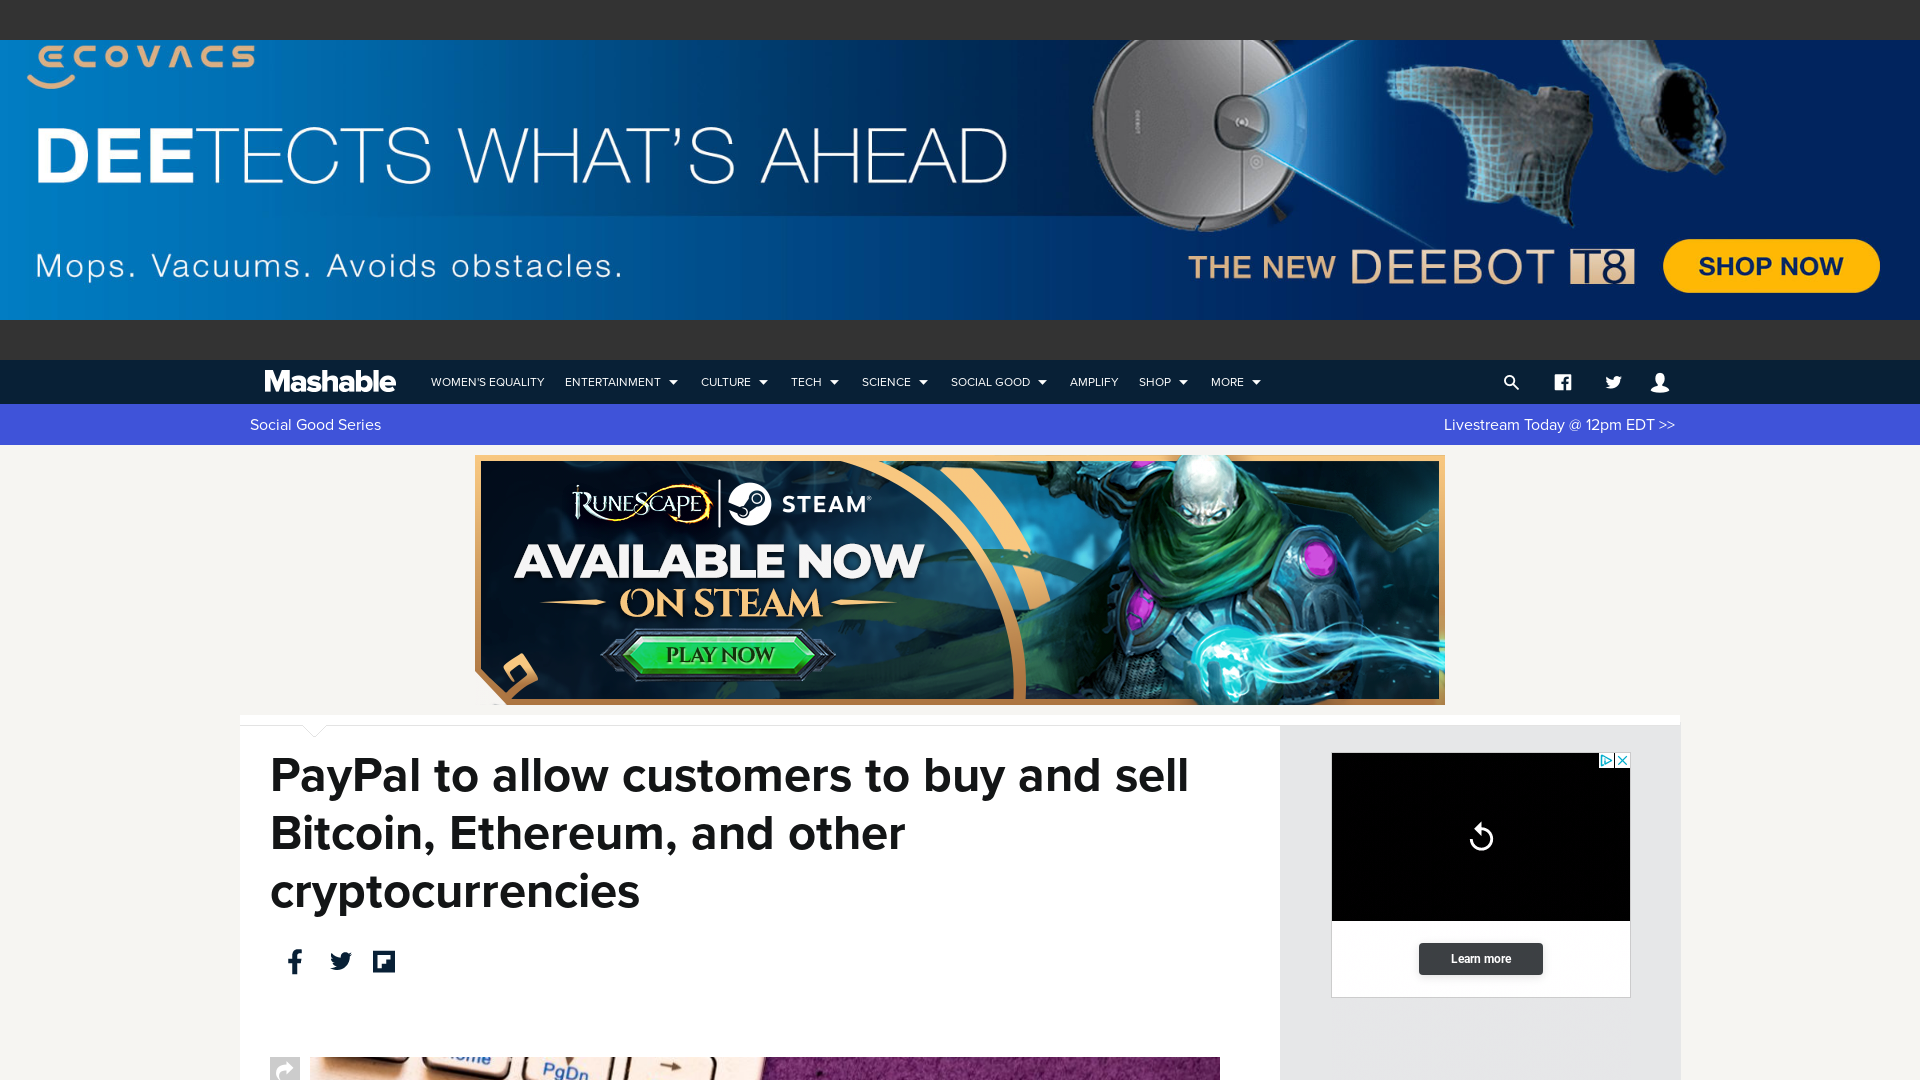 ECOVACS
DEETECTS WHAT'S AHEAD
Mops. Vacuums. Avoids obstacles.
THE NEW DEEBOT T8
SHOP NOW
Mashable
WOMEN'S EQUALITY
ENTERTAINMENT
CULTURE
TECH
SCIENCE
SOCIAL GOOD
AMPLIFY
SHOP
MORE
Social Good Series
Livestream Today @ 12pm EDT >>
RUNESCAPE | STEAM®
AVAILABLE NOW
ON STEAM
PLAY NOW
PayPal to allow customers to buy and sell
Bitcoin, Ethereum, and other
cryptocurrencies
Learn more
Home
PgDn